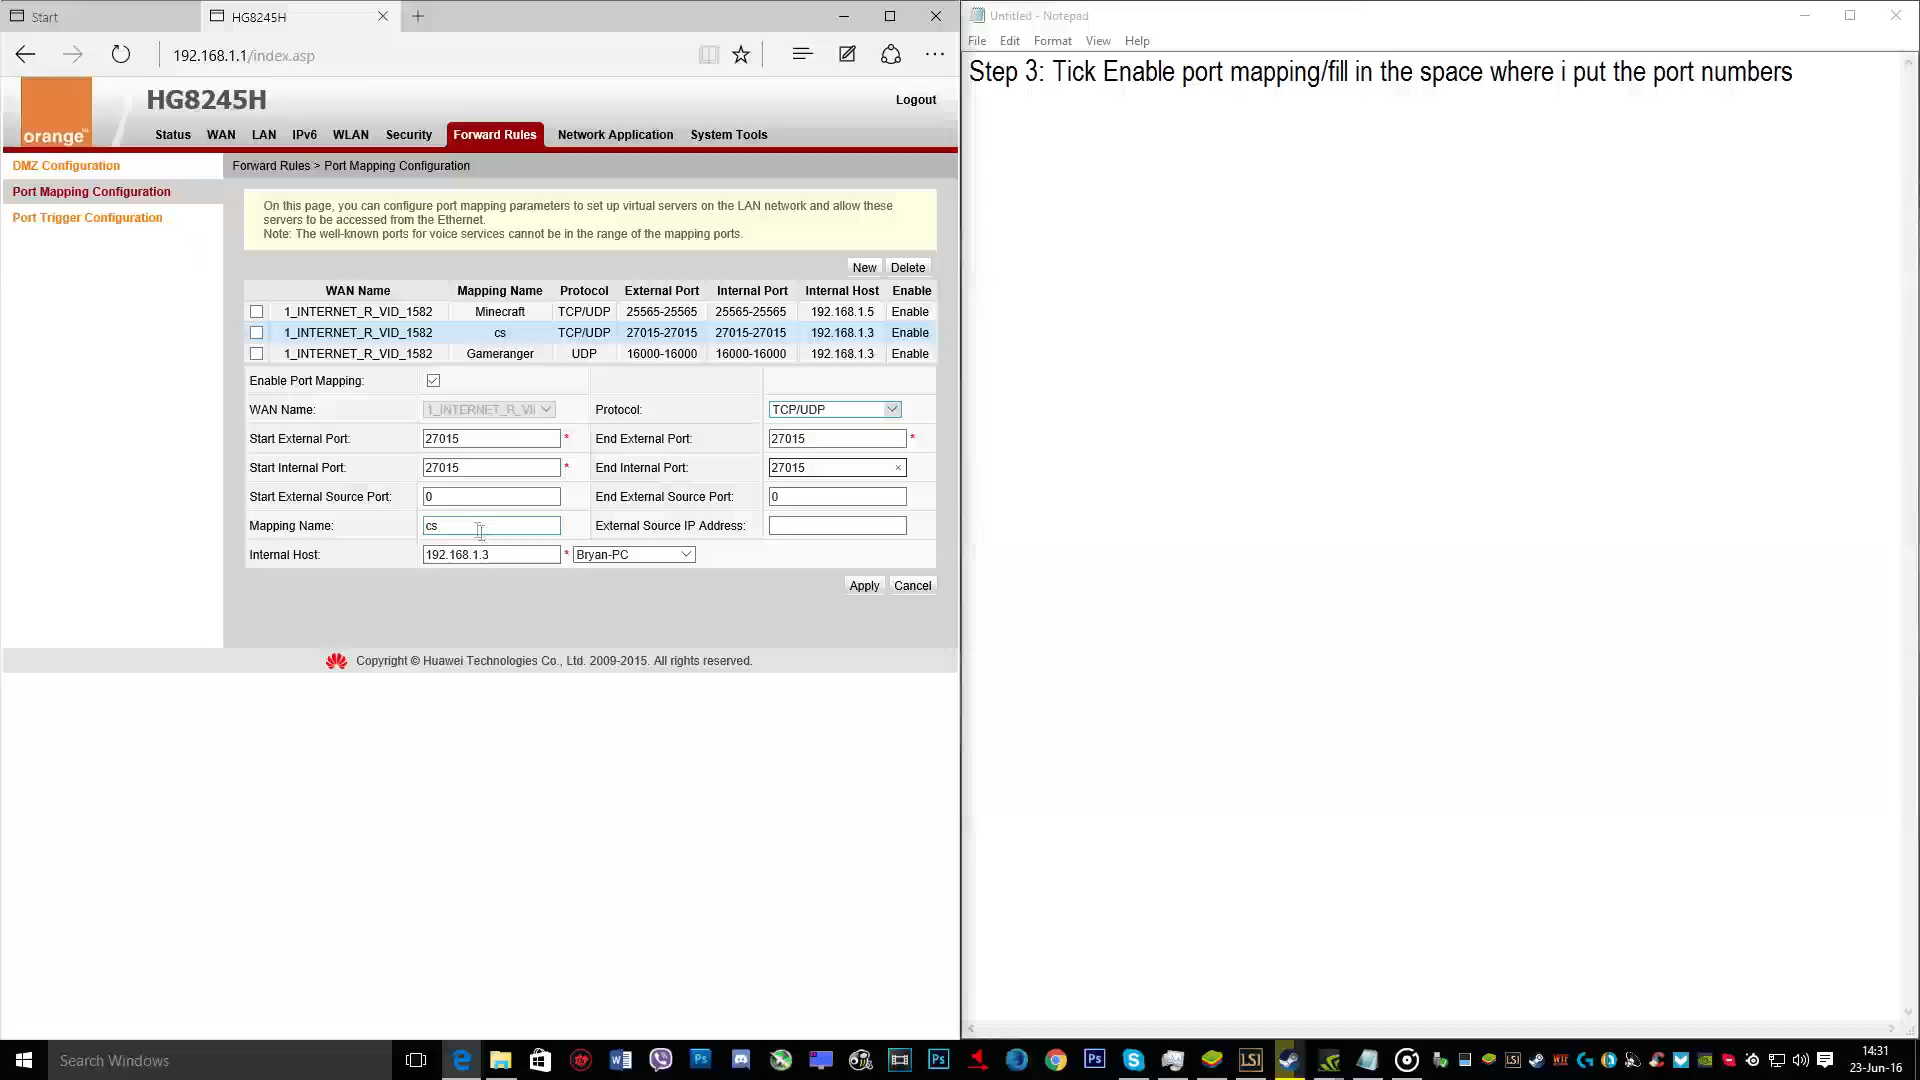 Start
HG8245H
Untitled - Notepad
192.168.1.1/index.asp
File Edit Format View Help
Step 3: Tick Enable port mapping/fill in the space where i put the port numbers
orange
HG8245H
Logout
Status WAN LAN IPv6 WLAN Security Forward Rules Network Application System Tools
DMZ Configuration
Port Mapping Configuration
Port Trigger Configuration
Forward Rules > Port Mapping Configuration
On this page, you can configure port mapping parameters to set up virtual servers on the LAN network and allow these
servers to be accessed from the Ethernet.
Note: The well-known ports for voice services cannot be in the range of the mapping ports.
New Delete
WAN Name Mapping Name Protocol External Port Internal Port Internal Host Enable
1_INTERNET_R_VID_1582 Minecraft TCP/UDP 25565-25565 25565-25565 192.168.1.5 Enable
1_INTERNET_R_VID_1582 cs TCP/UDP 27015-27015 27015-27015 192.168.1.3 Enable
1_INTERNET_R_VID_1582 Gameranger UDP 16000-16000 16000-16000 192.168.1.3 Enable
Enable Port Mapping:
WAN Name: 1_INTERNET_R_VI Protocol: TCP/UDP
Start External Port: 27015 * End External Port: 27015 *
Start Internal Port: 27015 * End Internal Port: 27015
Start External Source Port: 0 End External Source Port: 0
Mapping Name: cs External Source IP Address:
Internal Host: 192.168.1.3 * Bryan-PC
Apply Cancel
Copyright © Huawei Technologies Co., Ltd. 2009-2015. All rights reserved.
Search Windows
14:31
23-Jun-16